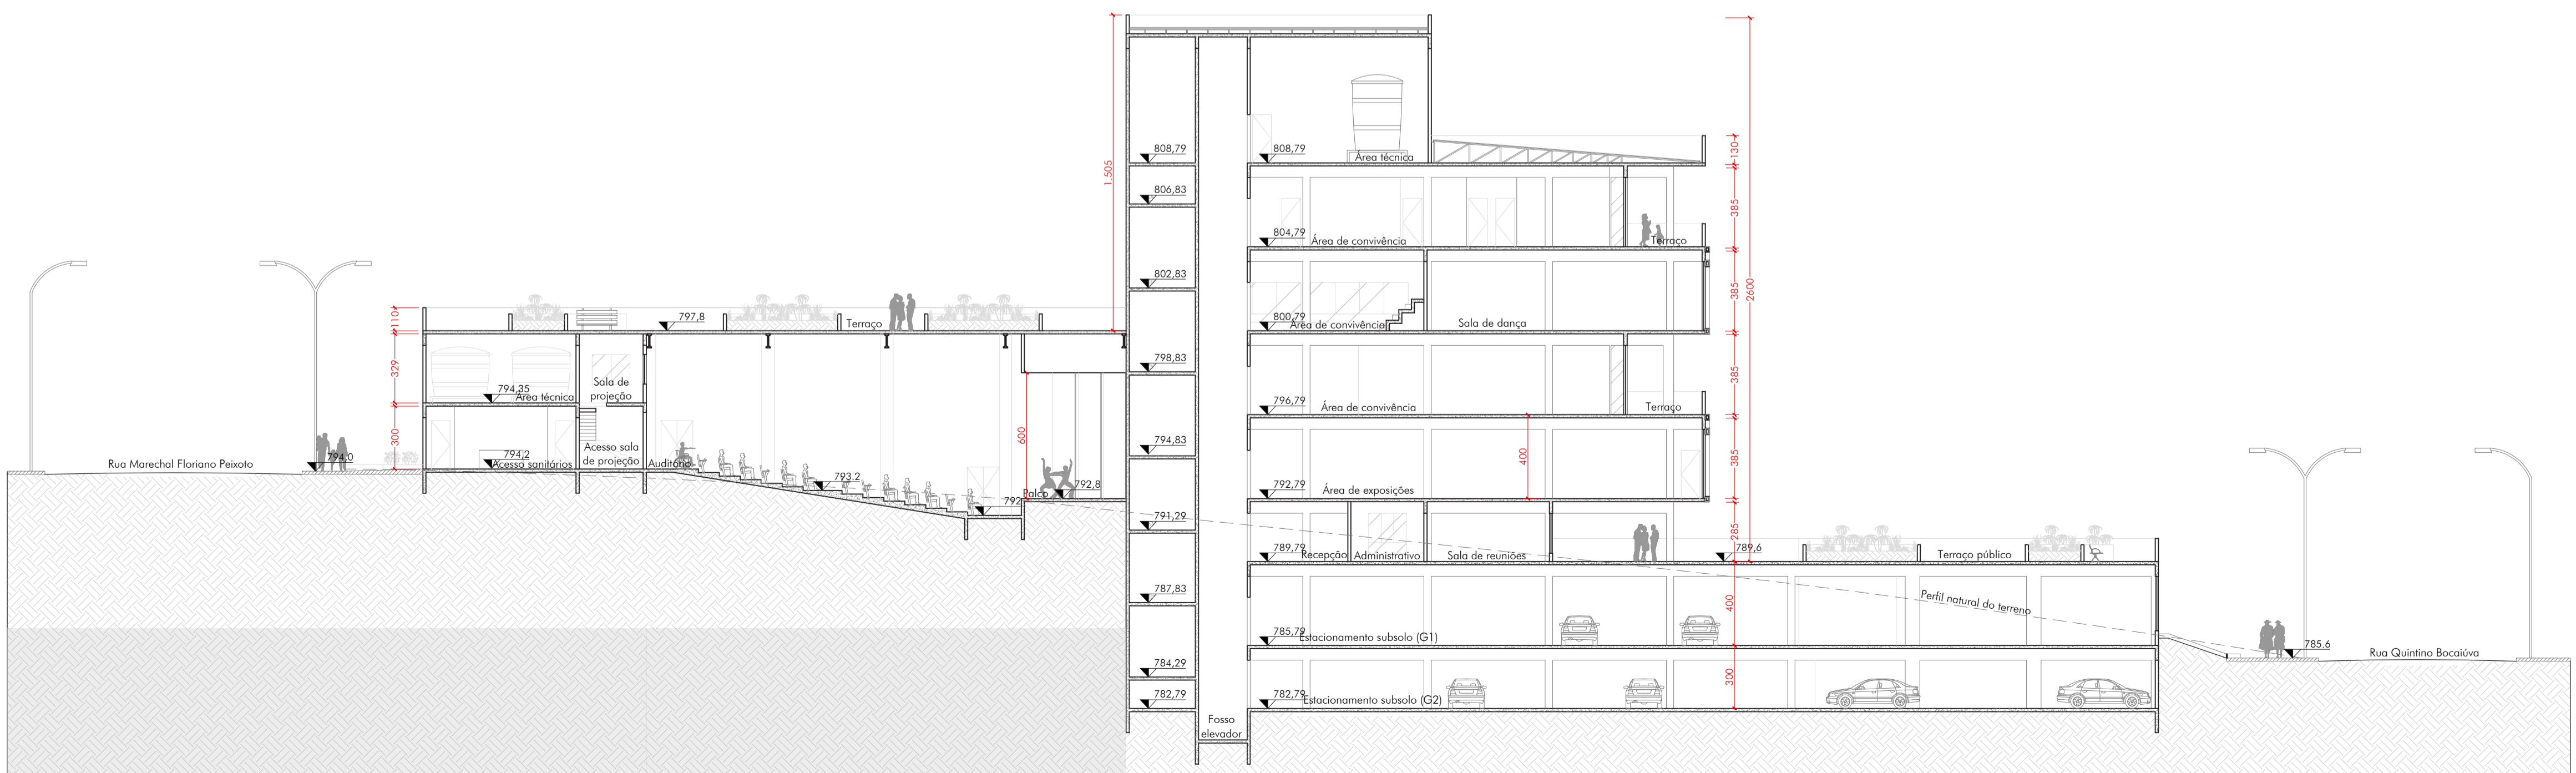 1.505
2600
808,79
808,79
Área técnica
130
806,83
385
804,79
Área de convivência
Terraço
802,83
385
797,8
Terraço
110
800,79
Área de convivência
Sala de dança
798,83
329
385
794,35
Área técnica
Sala de
projeção
796,79
Área de convivência
Terraço
300
600
794,83
400
385
Rua Marechal Floriano Peixoto
794,0
794,2
Acesso sanitários
Acesso sala
de projeção
Auditório
793.2
792,8
Palco
792
792,79
Área de exposições
791,29
285
789,79
Recepção
Administrativo
Sala de reuniões
789,6
Terraço público
787,83
400
Perfil natural do terreno
785,79
Estacionamento subsolo (G1)
785,6
Rua Quintino Bocaiúva
784,29
300
782,79
782,79
Estacionamento subsolo (G2)
Fosso
elevador